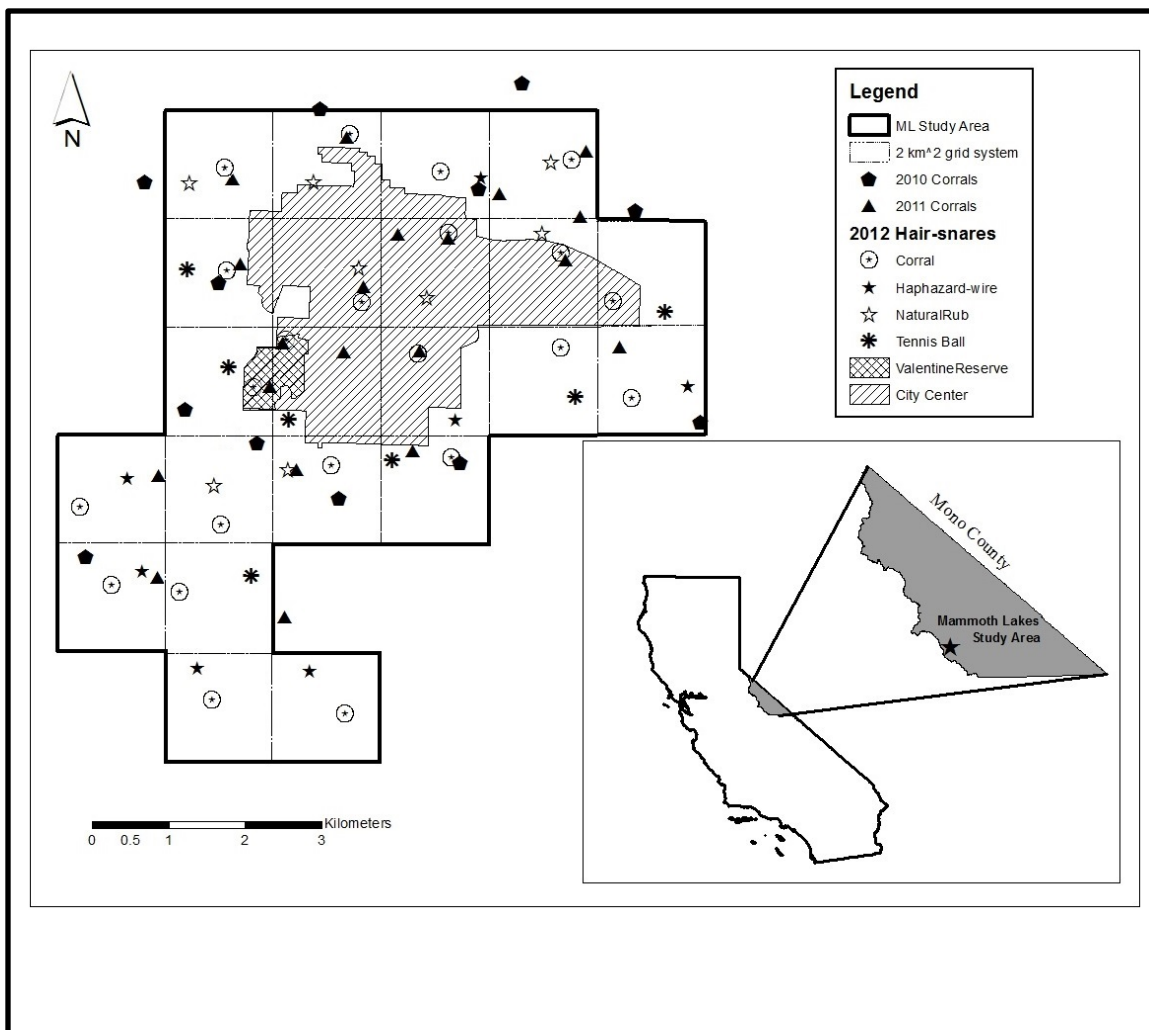 N
Legend
ML Study Area
2 km^2 grid system
2010 Corrals
2011 Corrals
2012 Hair-snares
Corral
Haphazard-wire
NaturalRub
Tennis Ball
ValentineReserve
City Center
Mono County
Mammoth Lakes
Study Area
Kilometers
0 0.5 1 2 3